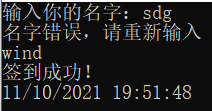 输入你的名字：sdg
名字错误，请重新输入
wind
签到成功！
11/10/2021 19:51:48